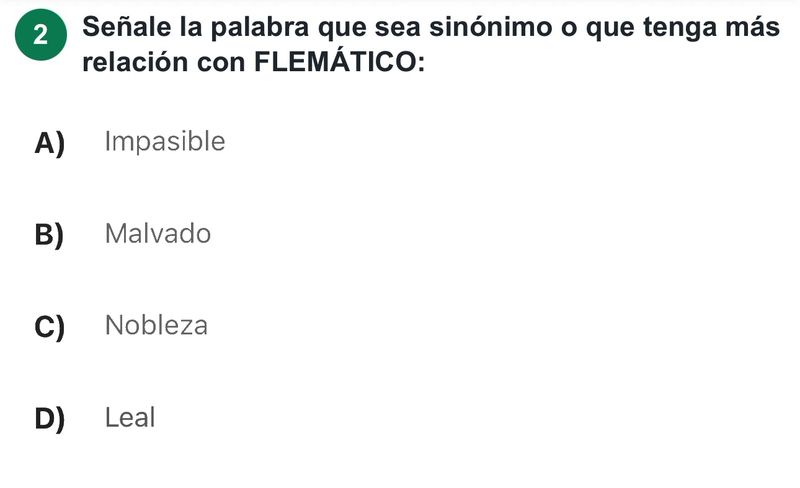 2 Señale la palabra que sea sinónimo o que tenga más
relación con FLEMÁTICO:
A) Impasible
B) Malvado
C) Nobleza
D) Leal